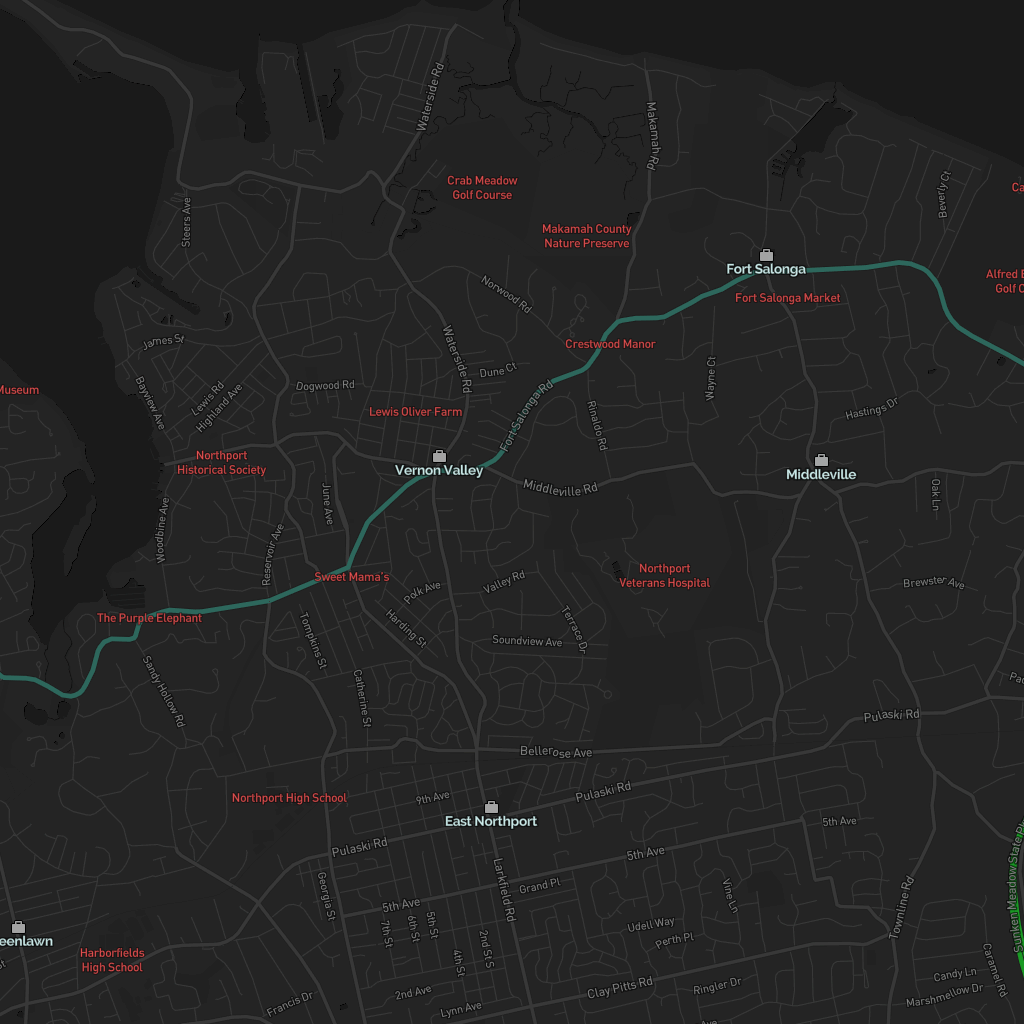 Waterside Rd
Makamah Rd
Crab Meadow
Golf Course
Ca
Beverly Ct
Steers Ave
Makamah County
Nature Preserve
Fort Salonga
Alfred E
Golf C
Norwood Rd
Fort Salonga Market
James St
Waterside Rd
Crestwood Manor
Dune Ct
Wayne Ct
Museum
Bayview Ave
Lewis Rd
Highland Ave
Dogwood Rd
Lewis Oliver Farm
Fort Salonga Rd
Rinaldo Rd
Hastings Dr
Northport
Historical Society
Vernon Valley
Middleville
Middleville Rd
June Ave
Oak Ln
Woodbine Ave
Reservoir Ave
Sweet Mama's
Northport
Veterans Hospital
Polk Ave
Valley Rd
Brewster Ave
The Purple Elephant
Harding St
Terrace Dr
Tompkins St
Soundview Ave
Sandy Hollow Rd
Catherine St
Pulaski Rd
Bellerose Ave
Northport High School
9th Ave
Pulaski Rd
East Northport
5th Ave
Pulaski Rd
5th Ave
Sunken Meadow State P
Georgia St
Larkfield Rd
Grand Pl
Vine Ln
Townline Rd
5th Ave
7th St
6th St
5th St
Udell Way
Perth Pl
eenlawn
Harborfields
High School
4th St
2nd St S
Caramel Rd
Candy Ln
Francis Dr
2nd Ave
Lynn Ave
Clay Pitts Rd
Ringler Dr
Marshmellow Dr
Ave